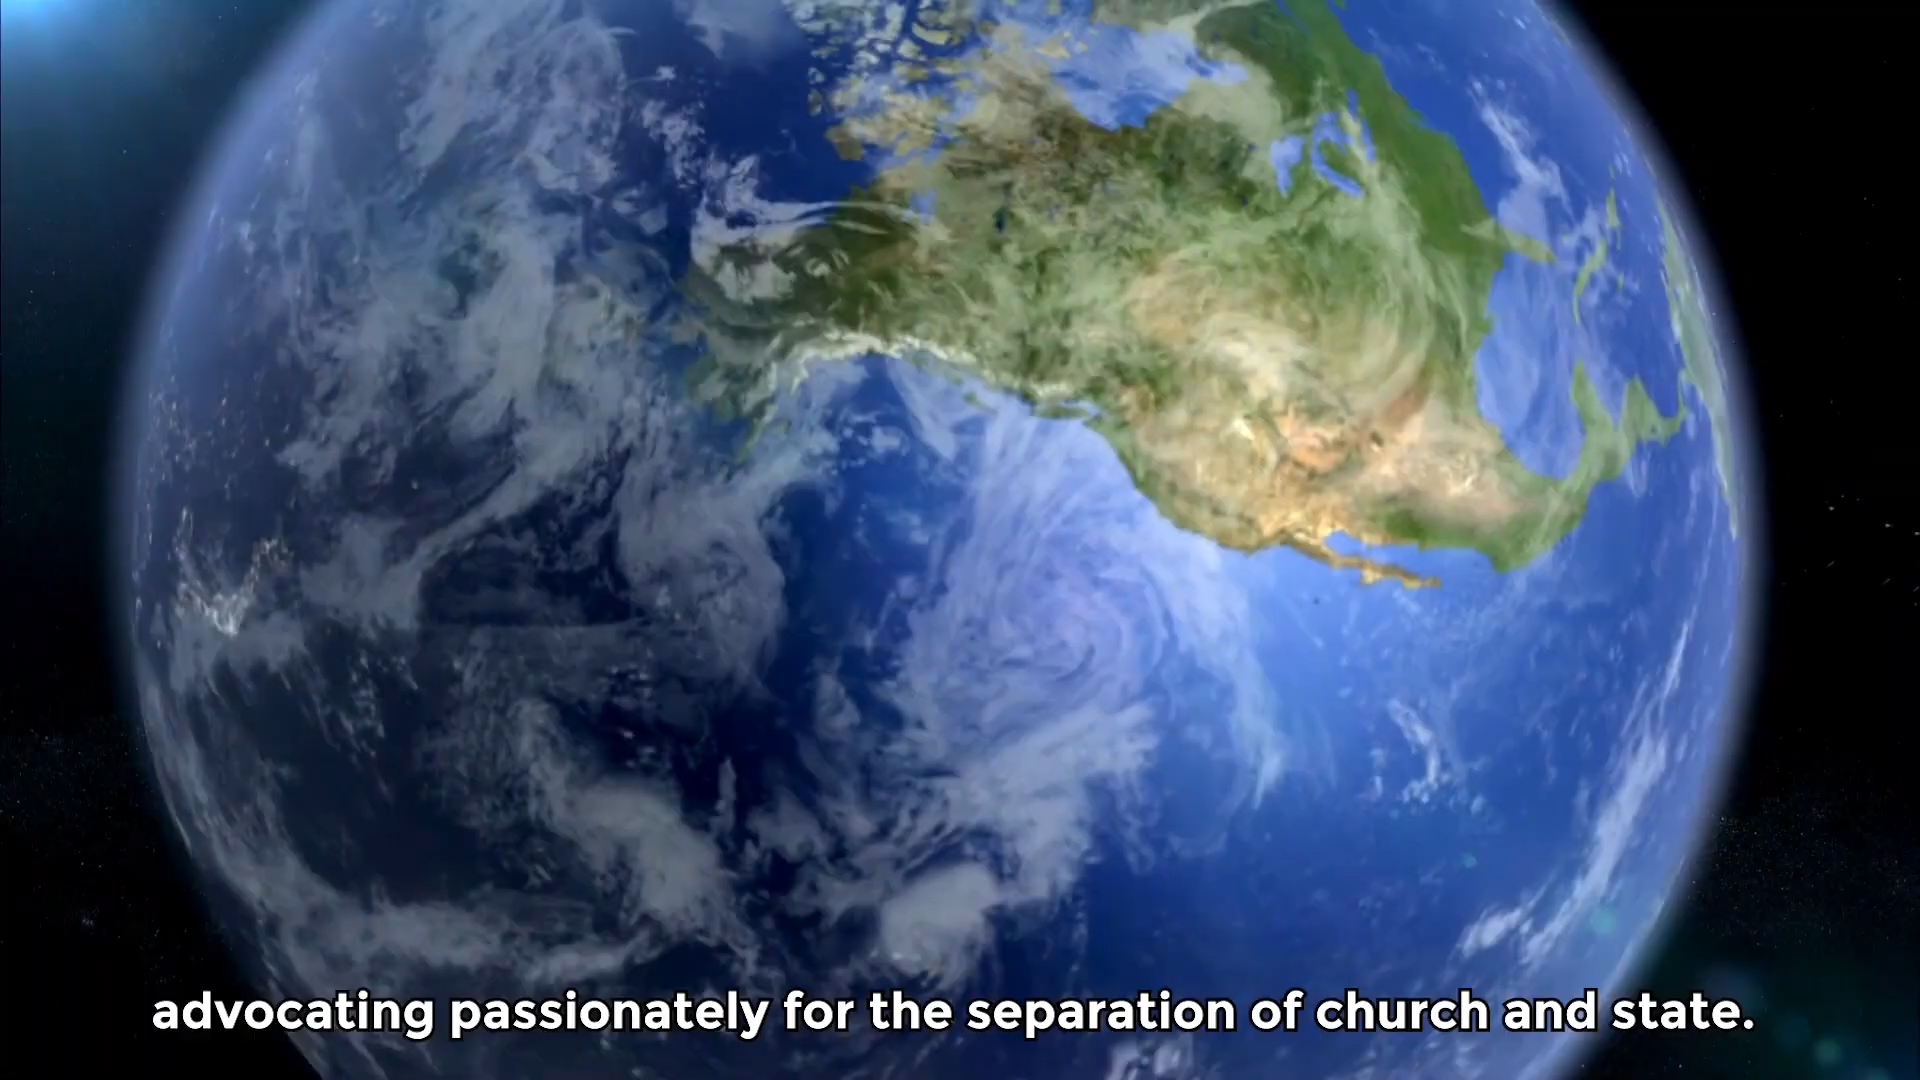 advocating passionately for the separation of church and state.